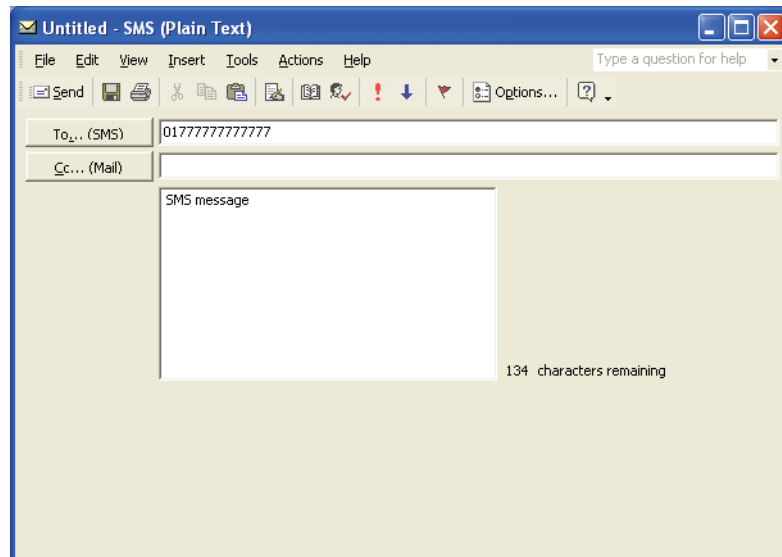 Untitled - SMS (Plain Text)
File Edit View Insert Tools Actions Help Type a question for help
Send Options...
To... (SMS) 01777777777777
Cc... (Mail)
SMS message
134 characters remaining